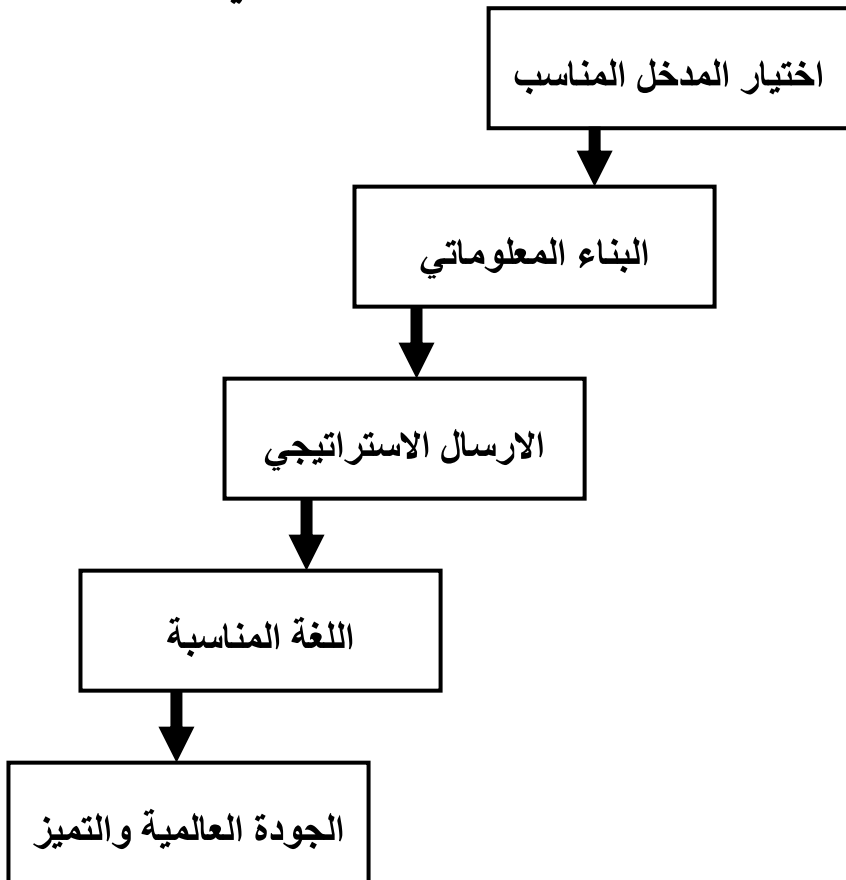 اختيار المدخل المناسب
البناء المعلوماتي
الارسال الاستراتيجي
اللغة المناسبة
الجودة العالمية والتميز